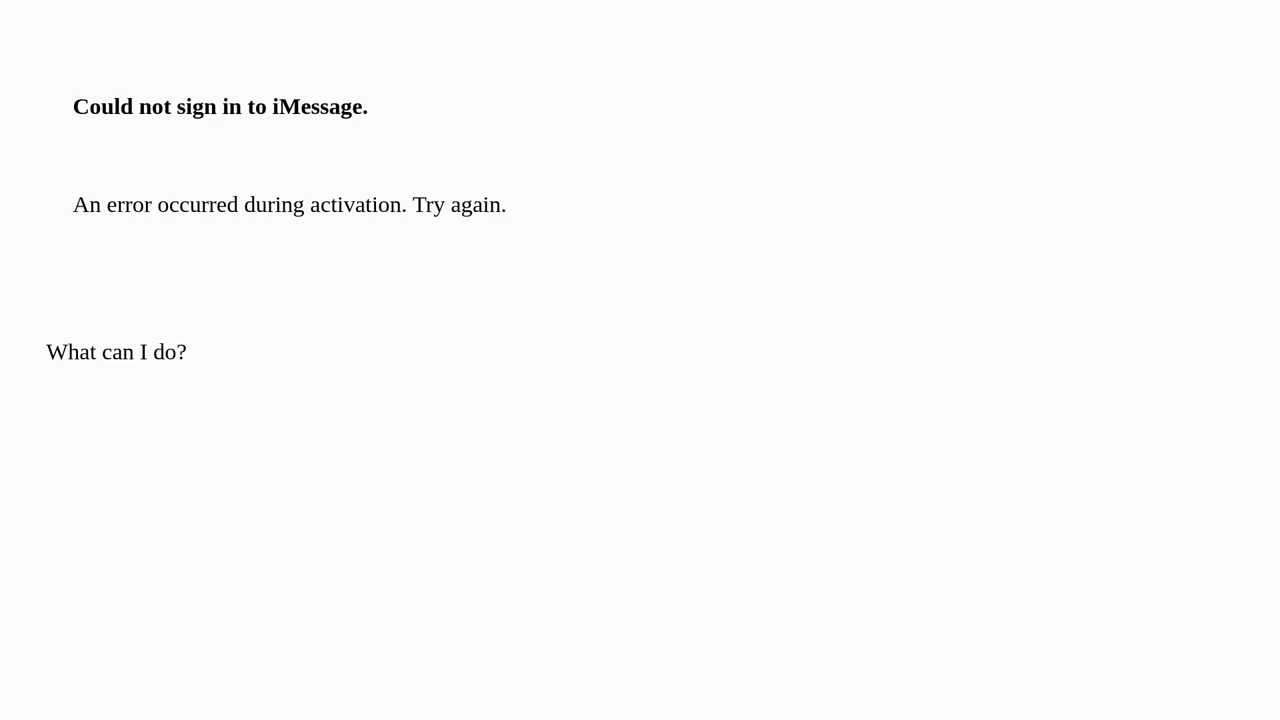 Could not sign in to iMessage.
An error occurred during activation. Try again.
What can I do?